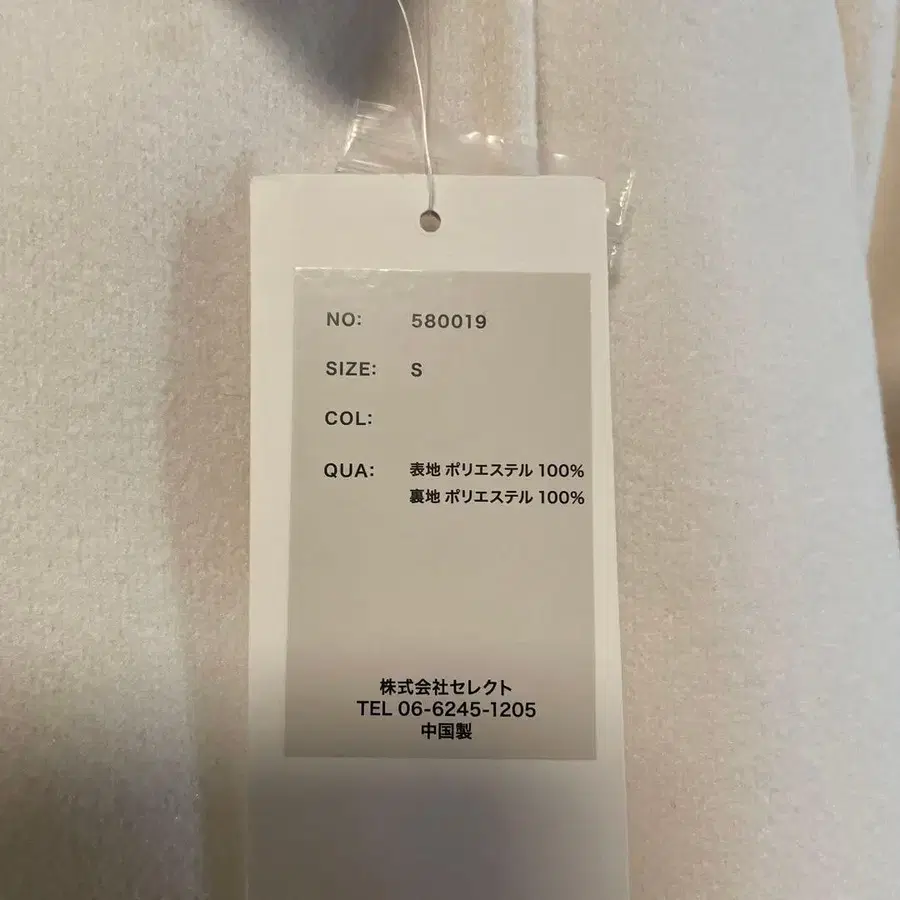 NO: 580019
SIZE: S
COL:
QUA: 表地 ポリエステル 100%
裏地 ポリエステル 100%
株式会社セレクト
TEL 06-6245-1205
中国製